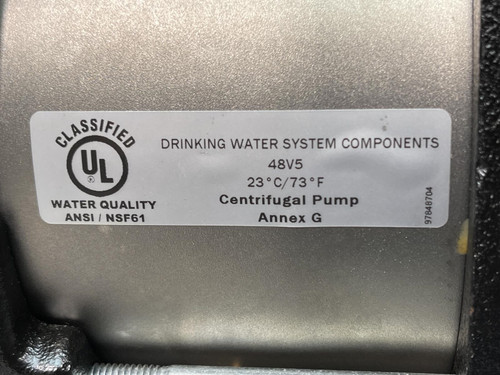 CLASSIFIED
UL
WATER QUALITY
ANSI / NSF61
DRINKING WATER SYSTEM COMPONENTS
48V5
23°C/73°F
Centrifugal Pump
Annex G
97848704